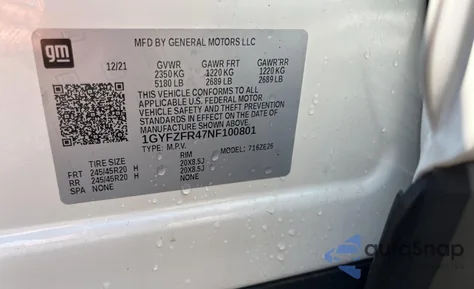 gm
MFD BY GENERAL MOTORS LLC
12/21 GVWR GAWR FRT GAWR RR
2350 KG 1220 KG 1220 KG
5180 LB 2689 LB 2689 LB
THIS VEHICLE CONFORMS TO ALL
APPLICABLE U.S. FEDERAL MOTOR
VEHICLE SAFETY AND THEFT PREVENTION
STANDARDS IN EFFECT ON THE DATE
OF MANUFACTURE SHOWN ABOVE.
1GYFZFR47NF100801
TYPE: M.P.V. MODEL: 716ZE26
TIRE SIZE RIM
FRT 245/45R20 H 20X8.5J
RR 245/45R20 H 20X8.5J
SPA NONE NONE
autoSnap